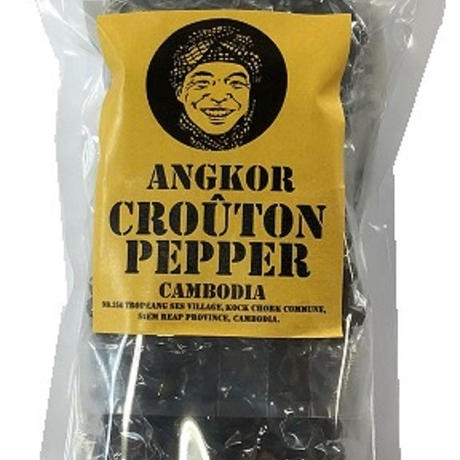 ANGKOR
CROÛTON
PEPPER
CAMBODIA
NO.256 TROPEANG SES VILLAGE, KOCK CHORK COMMUNE,
SIEM REAP PROVINCE, CAMBODIA.